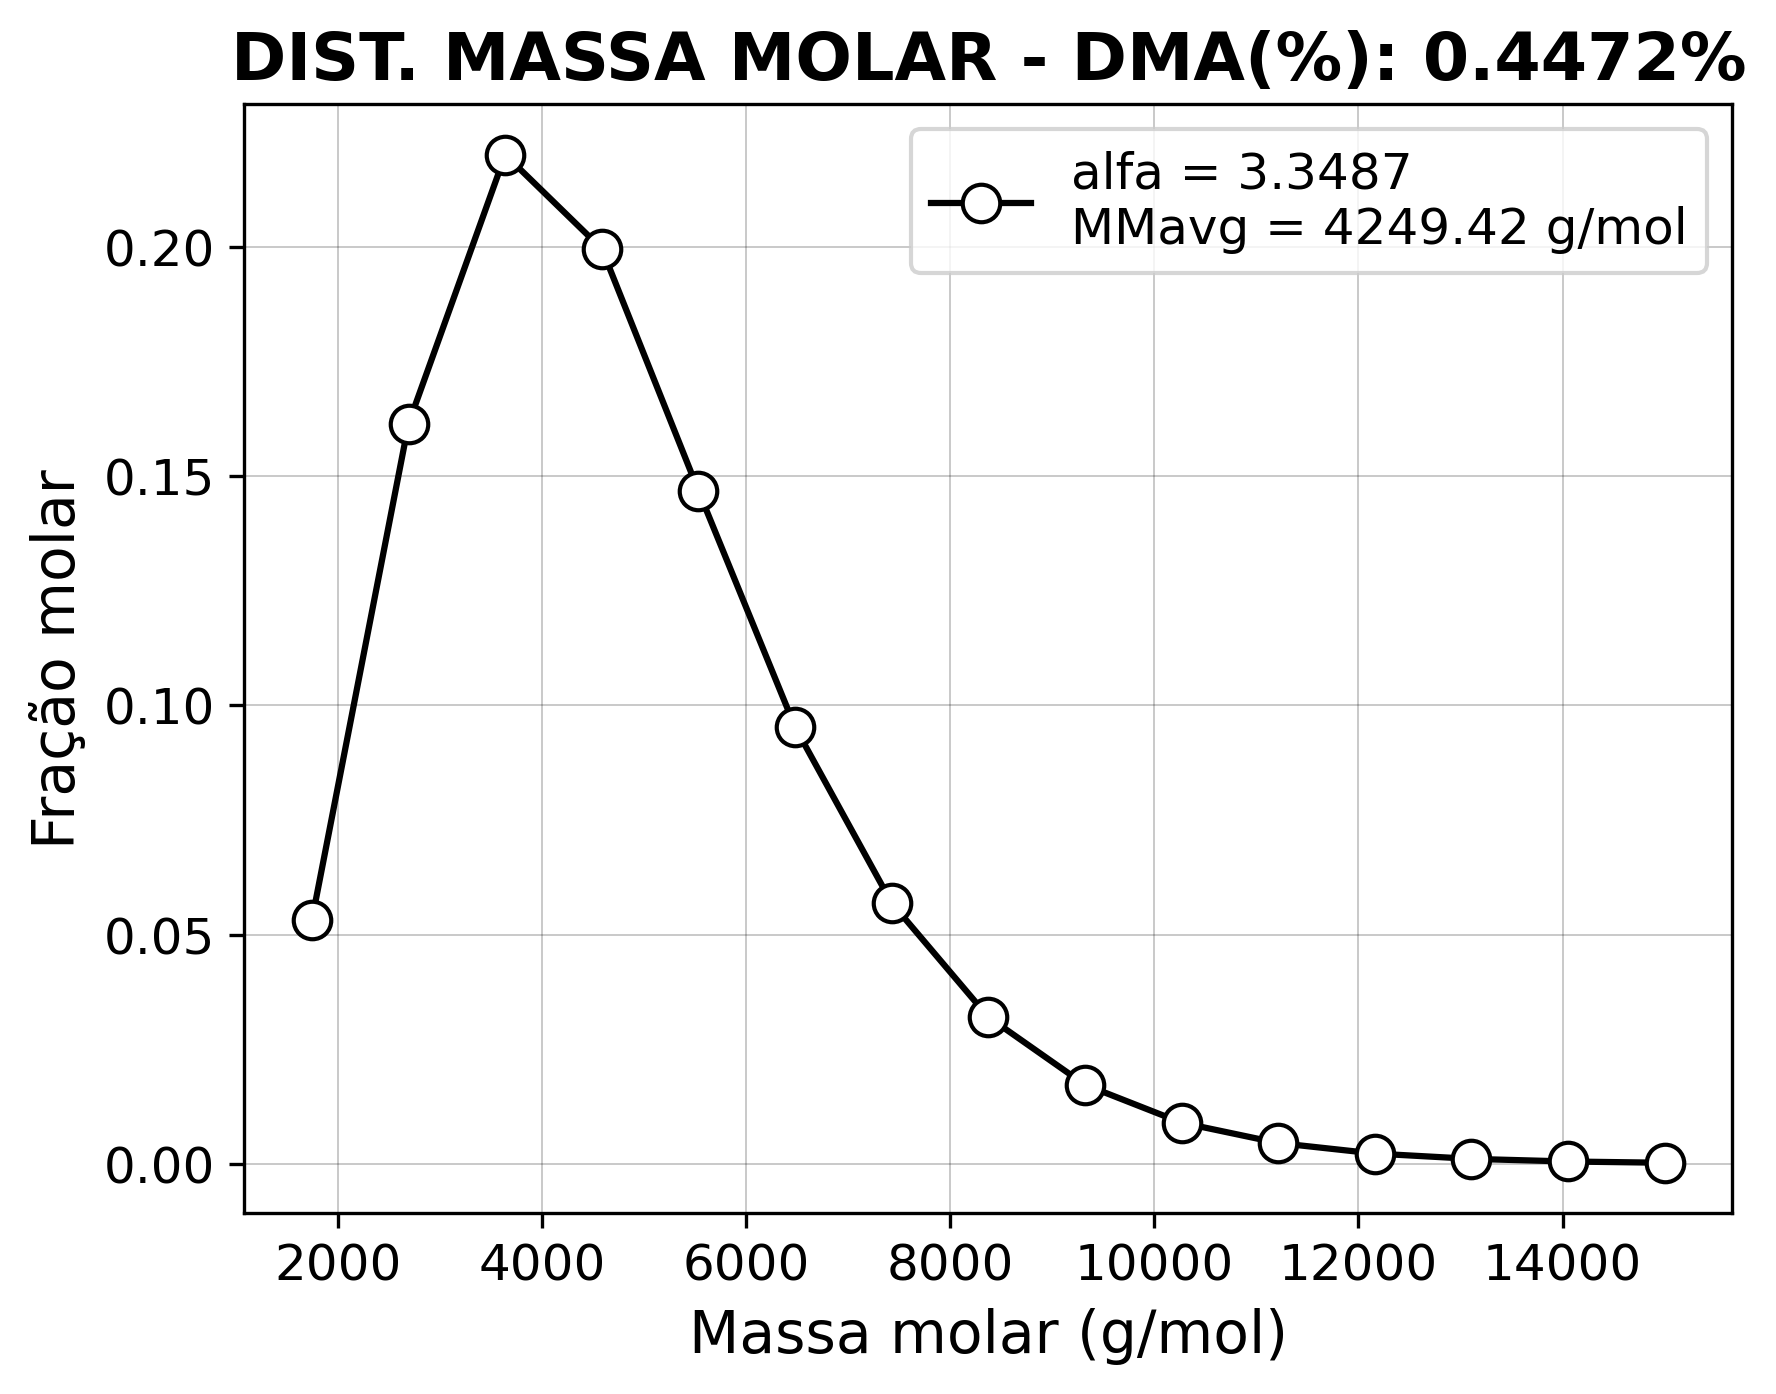 DIST. MASSA MOLAR - DMA(%): 0.4472%
alfa = 3.3487
MMavg = 4249.42 g/mol
Fração molar
0.20
0.15
0.10
0.05
0.00
2000 4000 6000 8000 10000 12000 14000
Massa molar (g/mol)